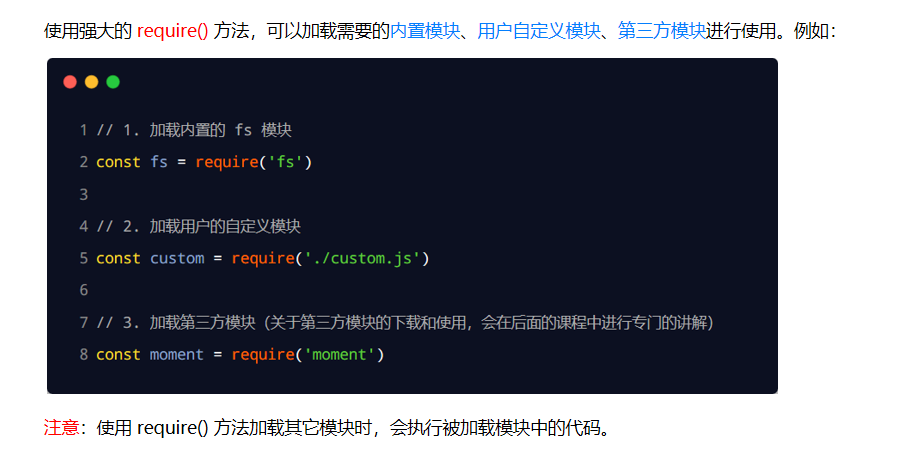 使用强大的 require() 方法，可以加载需要的内置模块、用户自定义模块、第三方模块进行使用。例如：
1 // 1. 加载内置的 fs 模块
2 const fs = require('fs')
3
4 // 2. 加载用户的自定义模块
5 const custom = require('./custom.js')
6
7 // 3. 加载第三方模块（关于第三方模块的下载和使用，会在后面的课程中进行专门的讲解）
8 const moment = require('moment')
注意：使用 require() 方法加载其它模块时，会执行被加载模块中的代码。